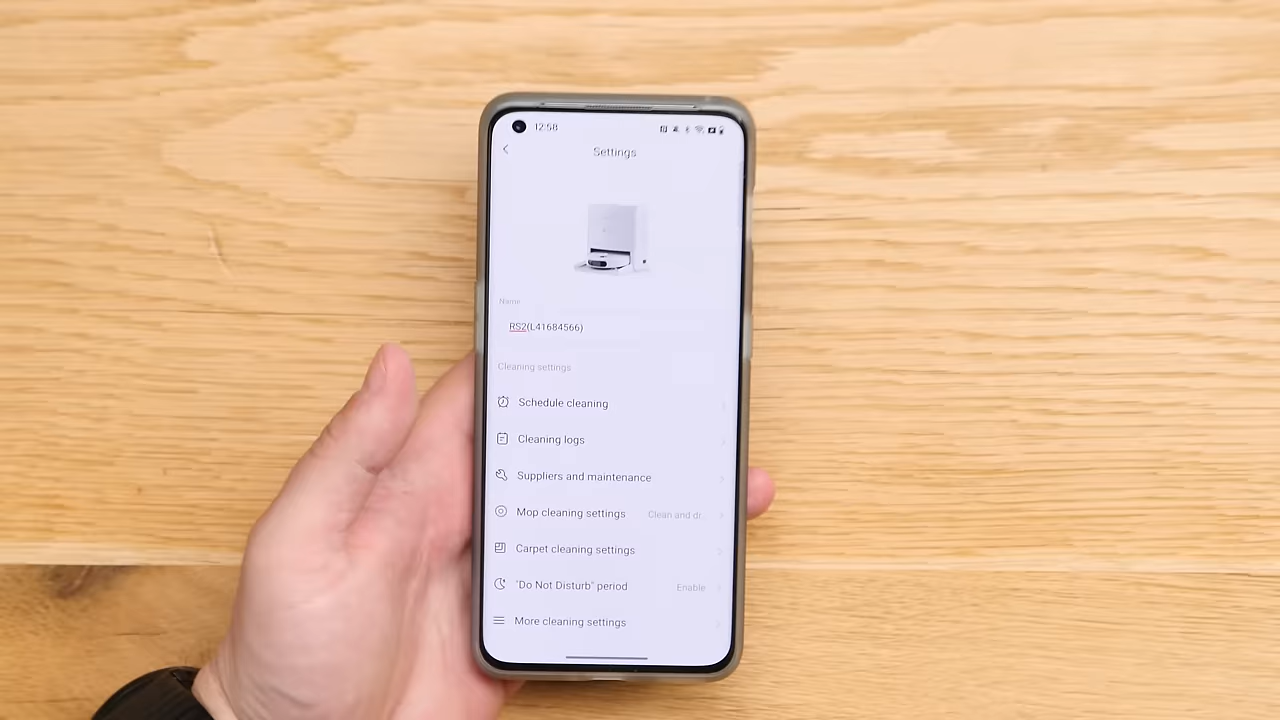 12:58
Settings
Name
RS2(L41684566)
Cleaning settings
Schedule cleaning
Cleaning logs
Suppliers and maintenance
Mop cleaning settings Clean and dr..
Carpet cleaning settings
"Do Not Disturb" period Enable
More cleaning settings